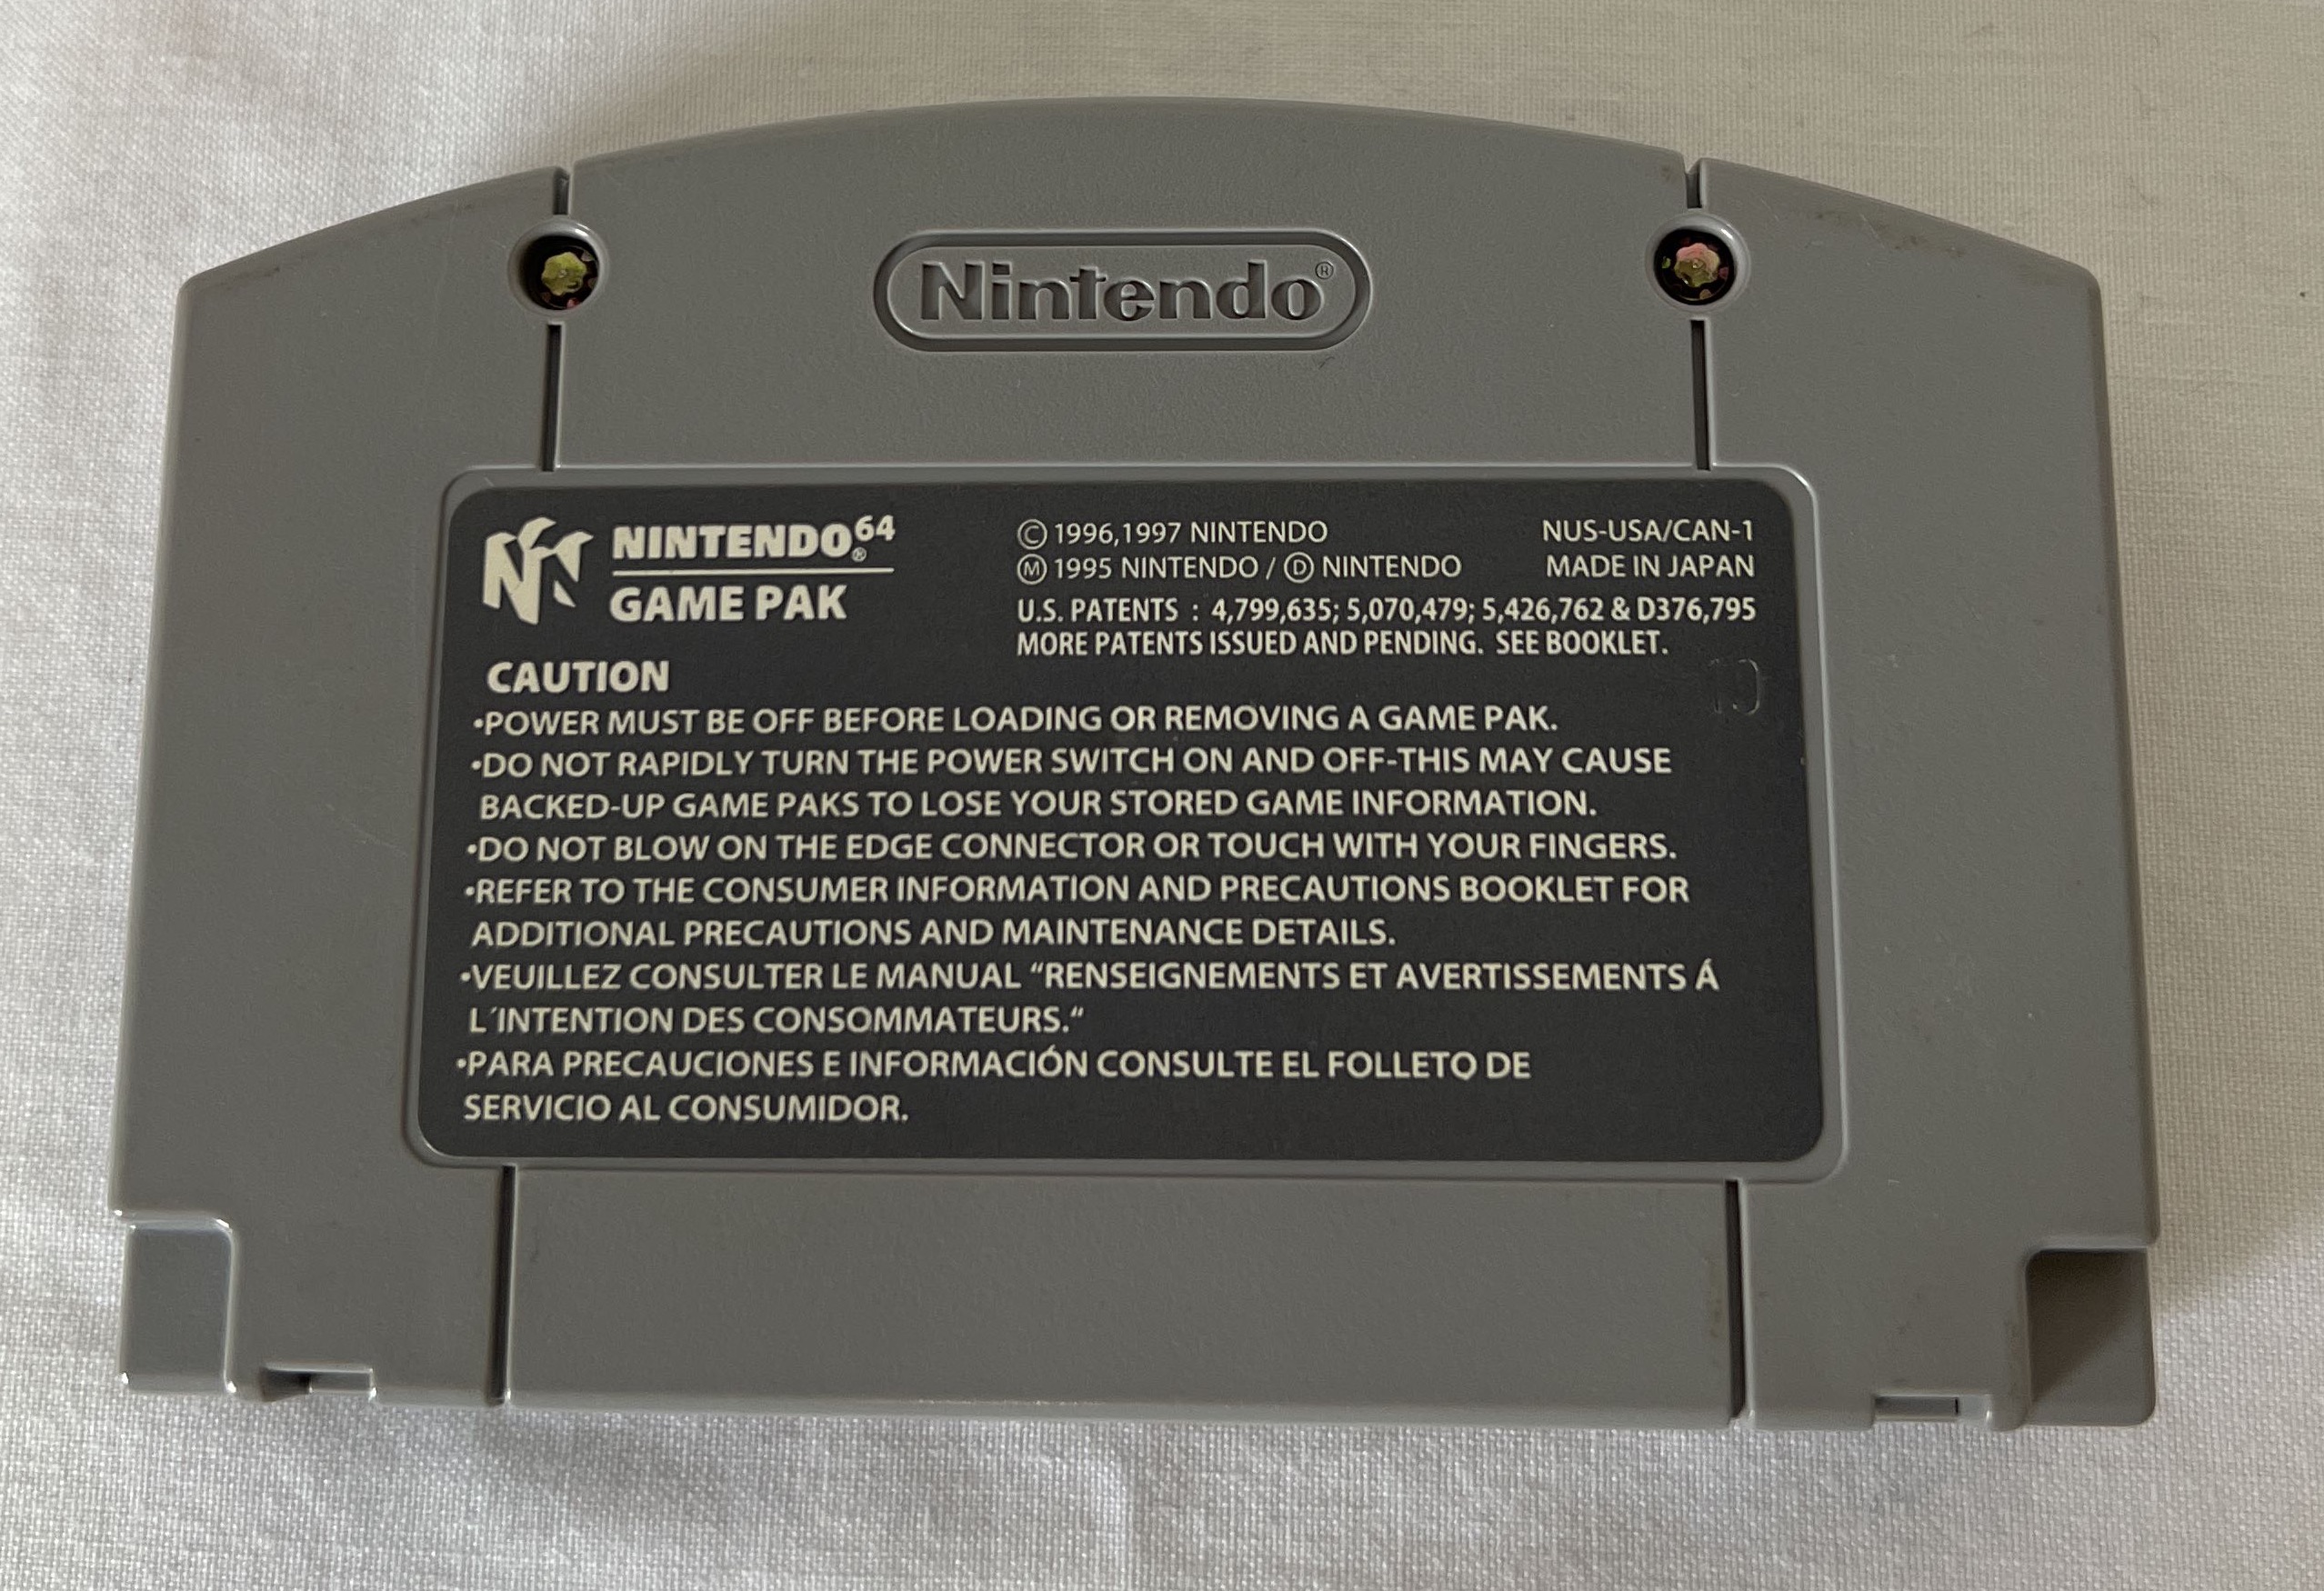 Nintendo®
NINTENDO64®
GAME PAK
© 1996,1997 NINTENDO
Ⓜ 1995 NINTENDO / Ⓓ NINTENDO
NUS-USA/CAN-1
MADE IN JAPAN
U.S. PATENTS : 4,799,635; 5,070,479; 5,426,762 & D376,795
MORE PATENTS ISSUED AND PENDING. SEE BOOKLET.
CAUTION
•POWER MUST BE OFF BEFORE LOADING OR REMOVING A GAME PAK.
•DO NOT RAPIDLY TURN THE POWER SWITCH ON AND OFF-THIS MAY CAUSE
BACKED-UP GAME PAKS TO LOSE YOUR STORED GAME INFORMATION.
•DO NOT BLOW ON THE EDGE CONNECTOR OR TOUCH WITH YOUR FINGERS.
•REFER TO THE CONSUMER INFORMATION AND PRECAUTIONS BOOKLET FOR
ADDITIONAL PRECAUTIONS AND MAINTENANCE DETAILS.
•VEUILLEZ CONSULTER LE MANUAL “RENSEIGNEMENTS ET AVERTISSEMENTS Á
L´INTENTION DES CONSOMMATEURS.“
•PARA PRECAUCIONES E INFORMACIÓN CONSULTE EL FOLLETO DE
SERVICIO AL CONSUMIDOR.